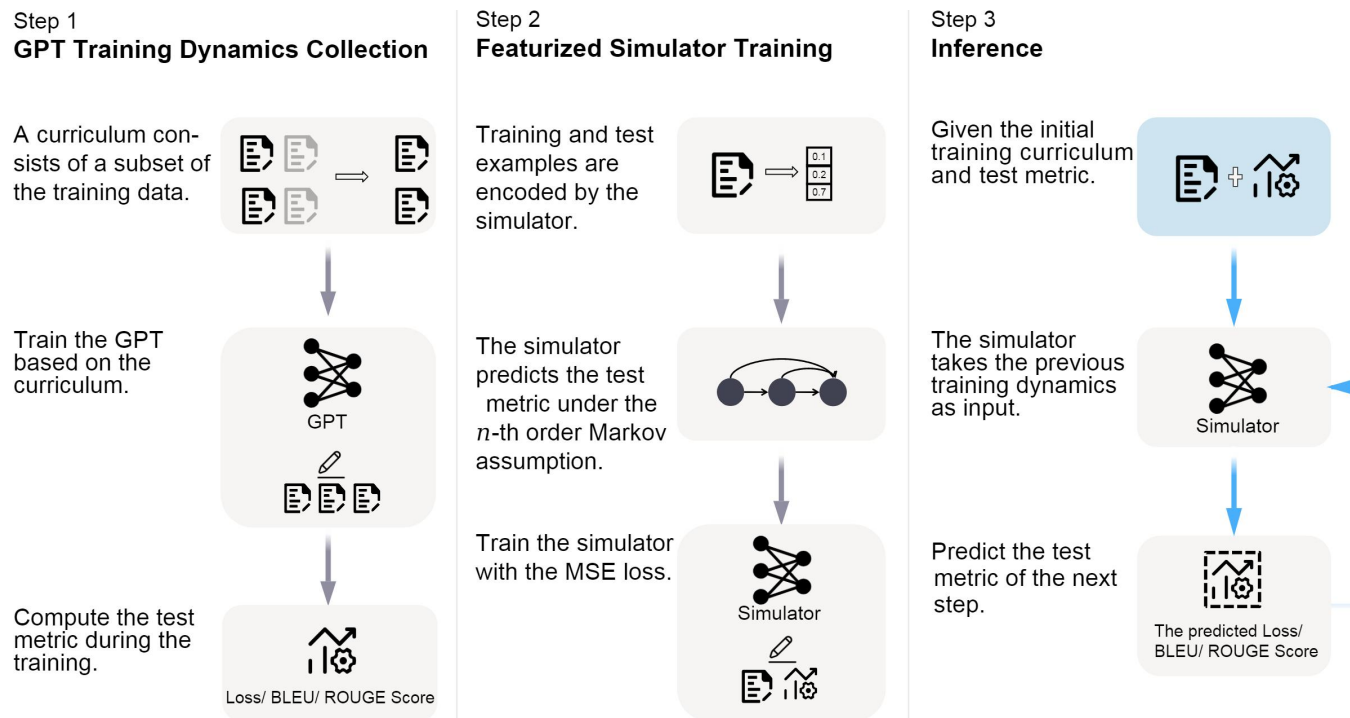 Step 1
GPT Training Dynamics Collection
A curriculum con-
sists of a subset of
the training data.
Train the GPT
based on the
curriculum.
GPT
Compute the test
metric during the
training.
Loss/ BLEU/ ROUGE Score
Step 2
Featurized Simulator Training
Training and test
examples are
encoded by the
simulator.
0.1
0.2
0.7
The simulator
predicts the test
metric under the
n-th order Markov
assumption.
Train the simulator
with the MSE loss.
Simulator
Step 3
Inference
Given the initial
training curriculum
and test metric.
The simulator
takes the previous
training dynamics
as input.
Simulator
Predict the test
metric of the next
step.
The predicted Loss/
BLEU/ ROUGE Score